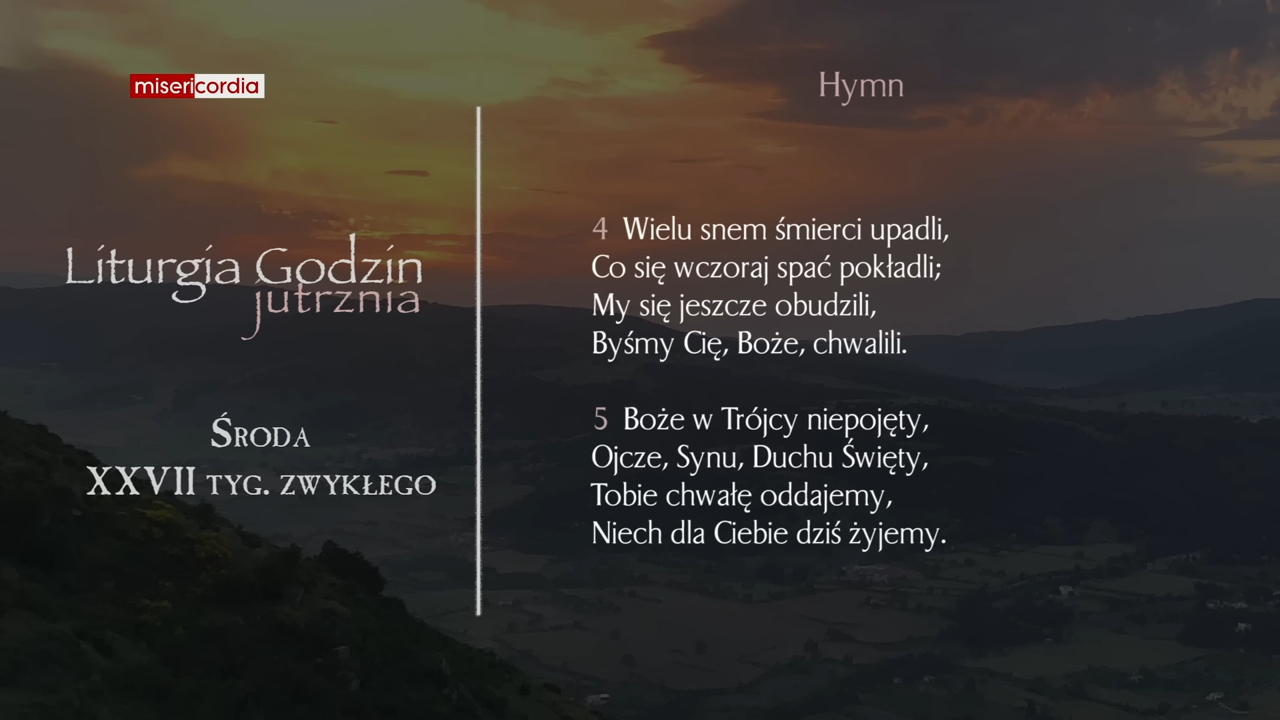 misericordia
Liturgia Godzin
jutrznia
Środa
XXVII tyg. zwykłego
Hymn
4 Wielu snem śmierci upadli,
Co się wczoraj spać pokładli;
My się jeszcze obudzili,
Byśmy Cię, Boże, chwalili.
5 Boże w Trójcy niepojęty,
Ojcze, Synu, Duchu Święty,
Tobie chwałę oddajemy,
Niech dla Ciebie dziś żyjemy.